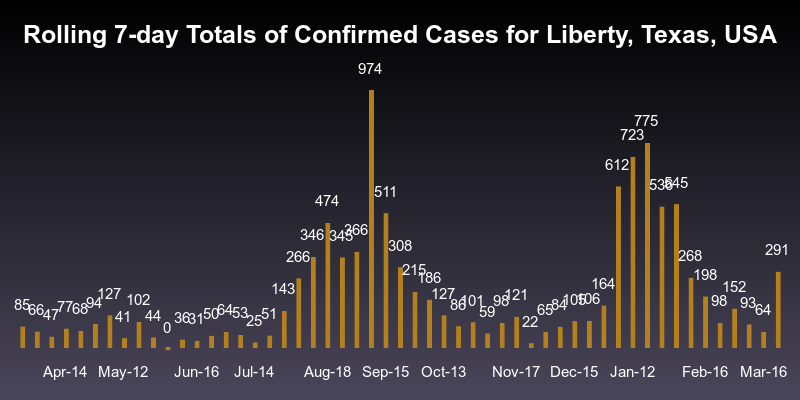 Rolling 7-day Totals of Confirmed Cases for Liberty, Texas, USA
85 66 47 77 68 94 127 41 102 44 0 36 31 50 64 53 25 51 143 266 346 474 345 366 974 511 308 215 186 127 86 101 59 98 121 22 65 84 106 106 164 612 723 775 536 545 268 198 98 152 93 64 291
Apr-14 May-12 Jun-16 Jul-14 Aug-18 Sep-15 Oct-13 Nov-17 Dec-15 Jan-12 Feb-16 Mar-16